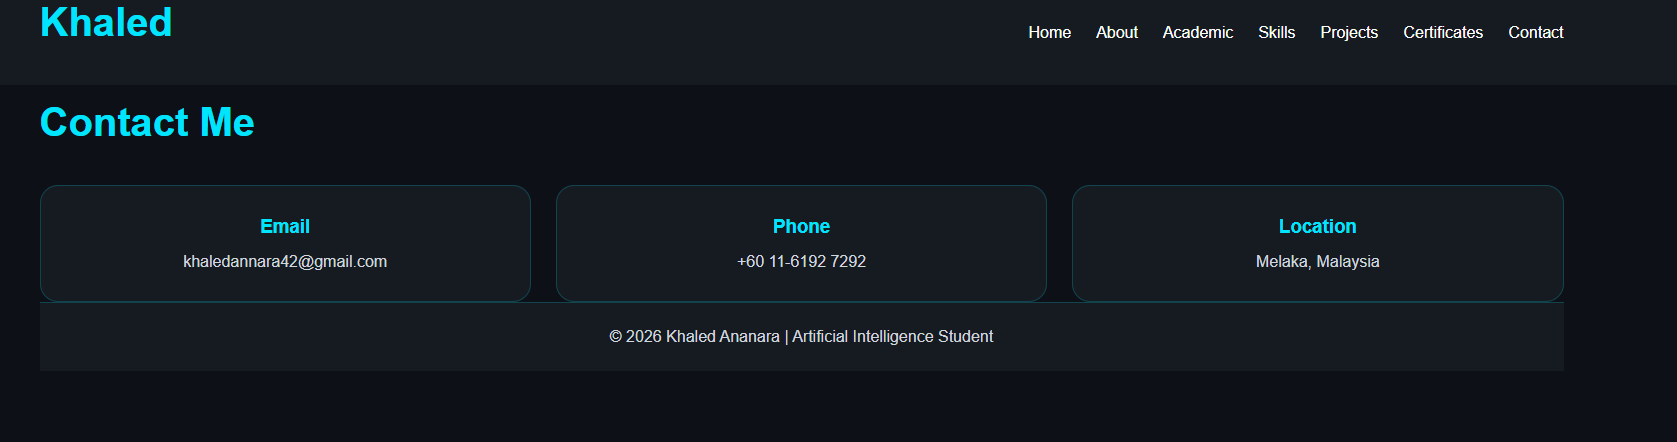 Khaled
Home About Academic Skills Projects Certificates Contact
Contact Me
Email
khaledannara42@gmail.com
Phone
+60 11-6192 7292
Location
Melaka, Malaysia
© 2026 Khaled Ananara | Artificial Intelligence Student